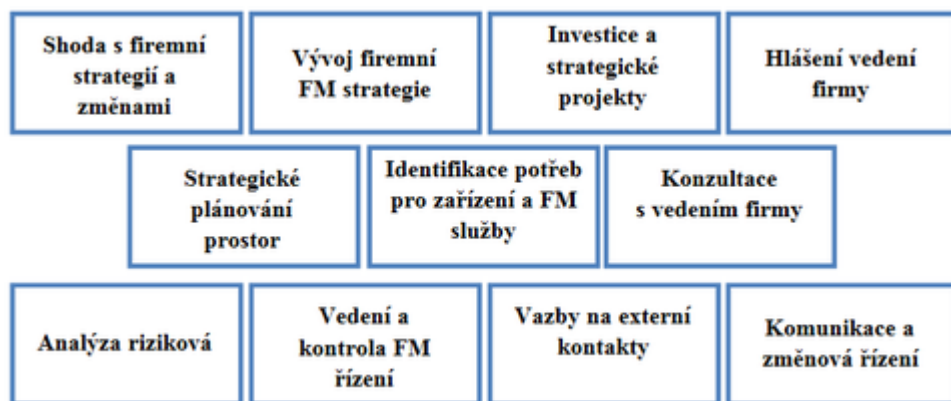 Shoda s firemní
strategií a
změnami
Vývoj firemní
FM strategie
Investice a
strategické
projekty
Hlášení vedení
firmy
Strategické
plánování
prostor
Identifikace potřeb
pro zařízení a FM
služby
Konzultace
s vedením firmy
Analýza riziková
Vedení a
kontrola FM
řízení
Vazby na externí
kontakty
Komunikace a
změnová řízení